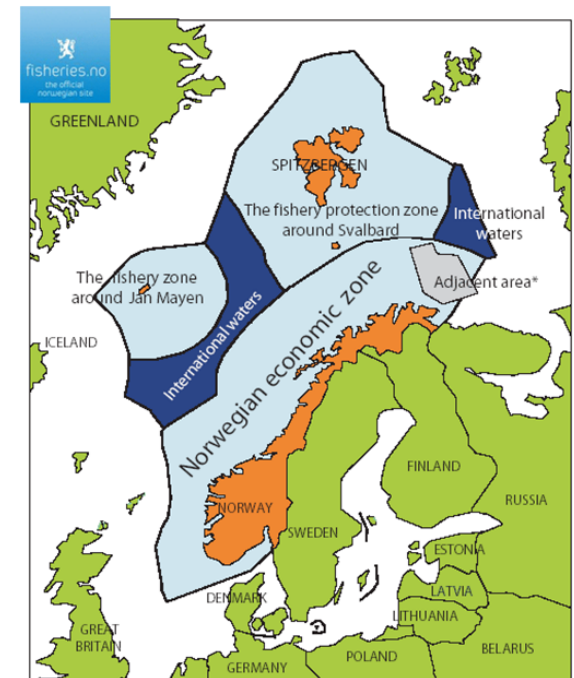 fisheries.no
the official
norwegian site
GREENLAND
SPITZBERGEN
The fishery protection zone
around Svalbard
International
waters
The fishery zone
around Jan Mayen
Adjacent area*
ICELAND
International waters
Norwegian economic zone
FINLAND
NORWAY
RUSSIA
SWEDEN
ESTONIA
DENMARK
LATVIA
LITHUANIA
GREAT
BRITAIN
BELARUS
POLAND
GERMANY